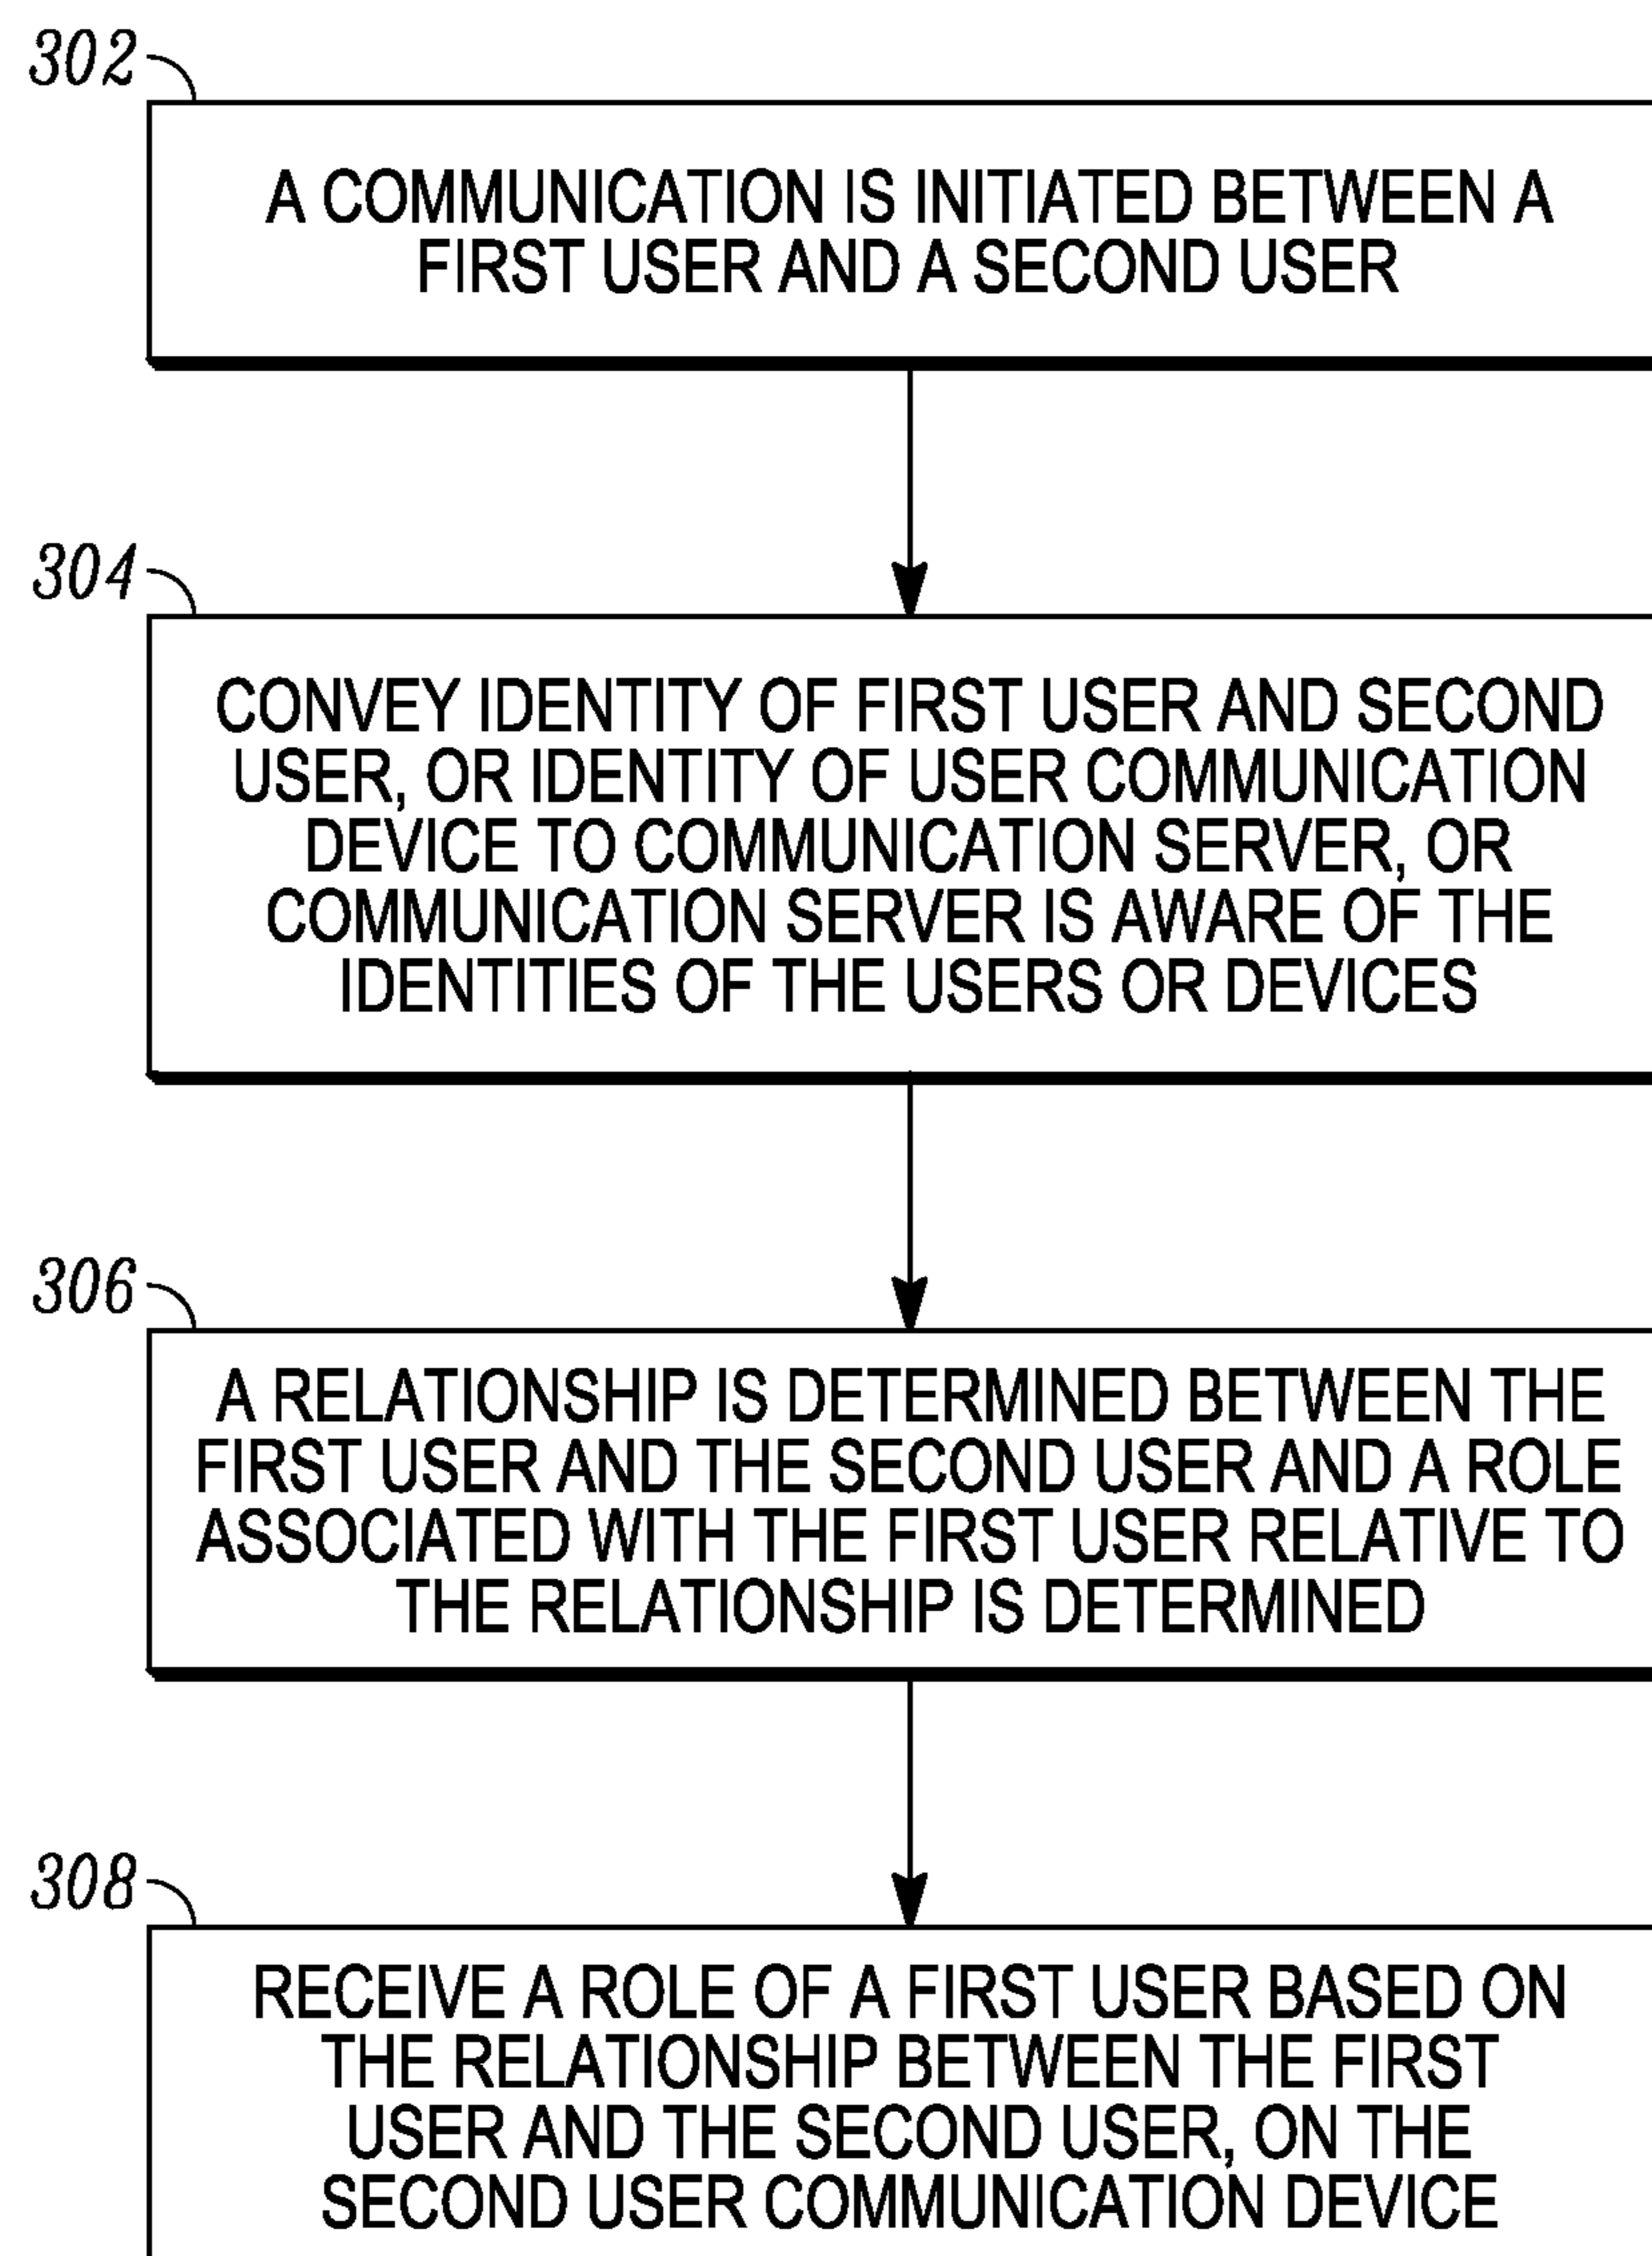 302
A COMMUNICATION IS INITIATED BETWEEN A
FIRST USER AND A SECOND USER
304
CONVEY IDENTITY OF FIRST USER AND SECOND
USER, OR IDENTITY OF USER COMMUNICATION
DEVICE TO COMMUNICATION SERVER, OR
COMMUNICATION SERVER IS AWARE OF THE
IDENTITIES OF THE USERS OR DEVICES
306
A RELATIONSHIP IS DETERMINED BETWEEN THE
FIRST USER AND THE SECOND USER AND A ROLE
ASSOCIATED WITH THE FIRST USER RELATIVE TO
THE RELATIONSHIP IS DETERMINED
308
RECEIVE A ROLE OF A FIRST USER BASED ON
THE RELATIONSHIP BETWEEN THE FIRST
USER AND THE SECOND USER, ON THE
SECOND USER COMMUNICATION DEVICE